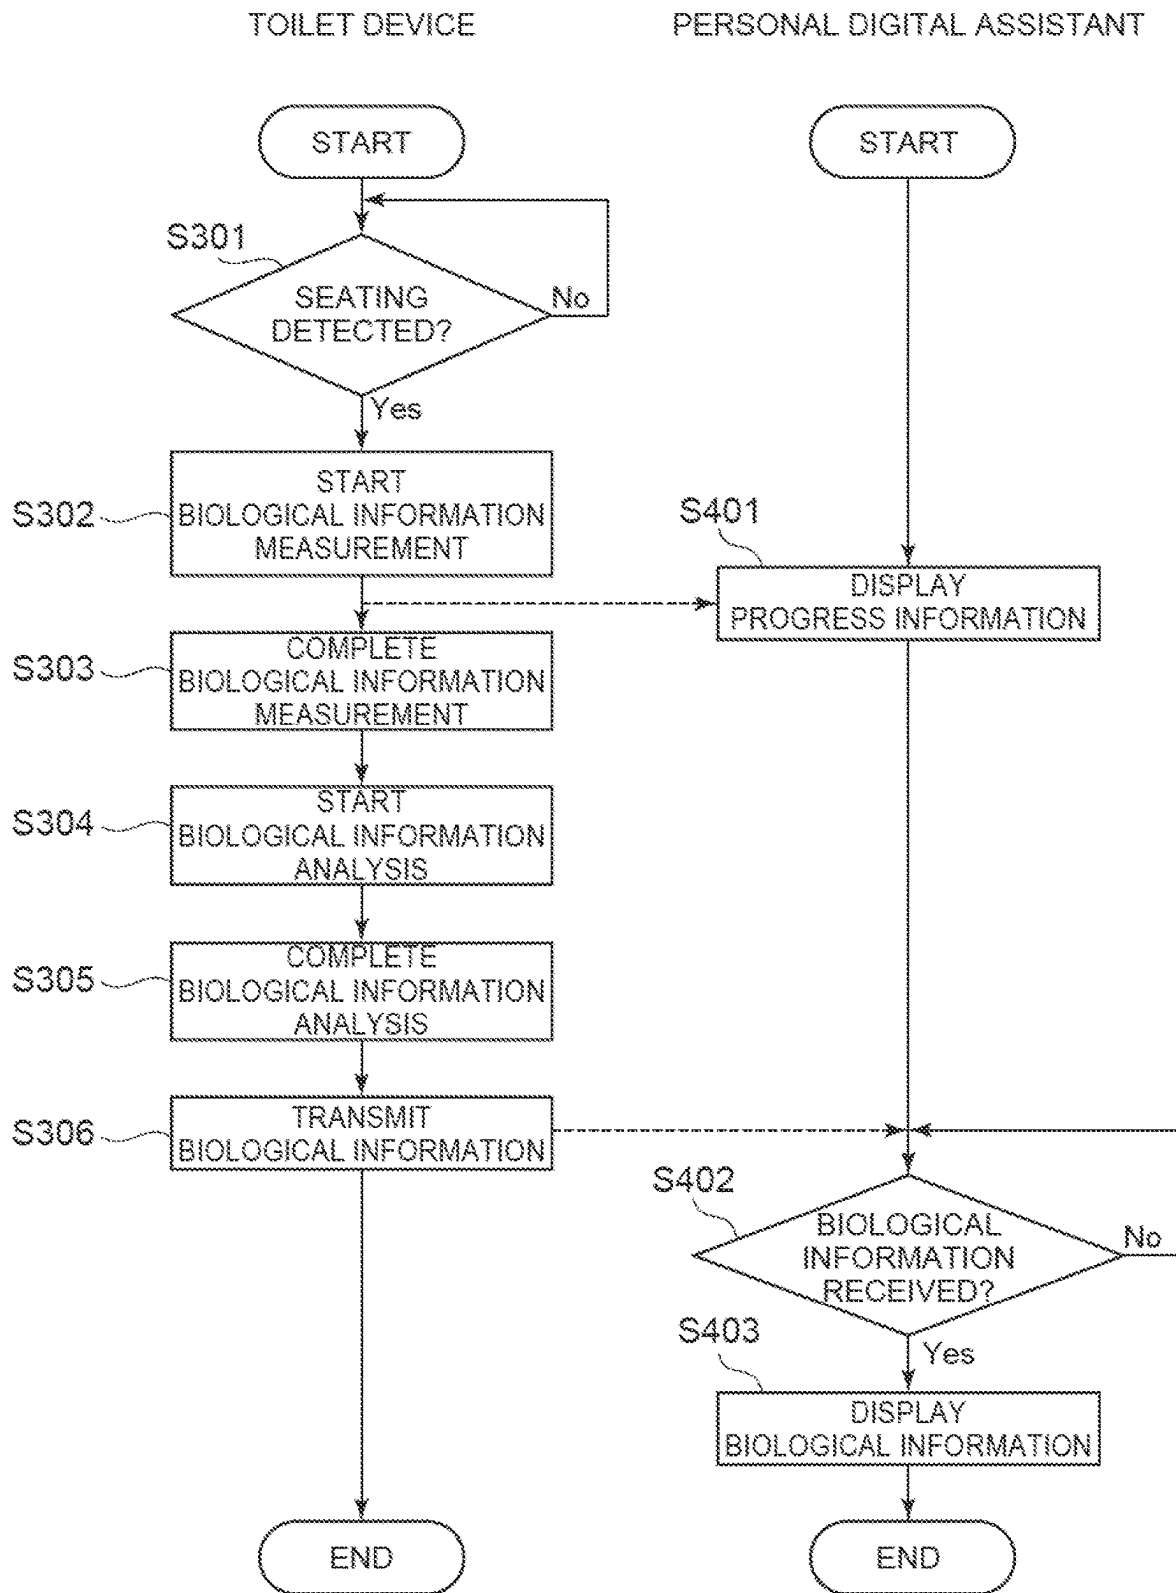 TOILET DEVICE
PERSONAL DIGITAL ASSISTANT
START
S301
SEATING
DETECTED?
No
Yes
S302
START
BIOLOGICAL INFORMATION
MEASUREMENT
S303
COMPLETE
BIOLOGICAL INFORMATION
MEASUREMENT
S304
START
BIOLOGICAL INFORMATION
ANALYSIS
S305
COMPLETE
BIOLOGICAL INFORMATION
ANALYSIS
S306
TRANSMIT
BIOLOGICAL INFORMATION
END
START
S401
DISPLAY
PROGRESS INFORMATION
S402
BIOLOGICAL
INFORMATION
RECEIVED?
No
Yes
S403
DISPLAY
BIOLOGICAL INFORMATION
END